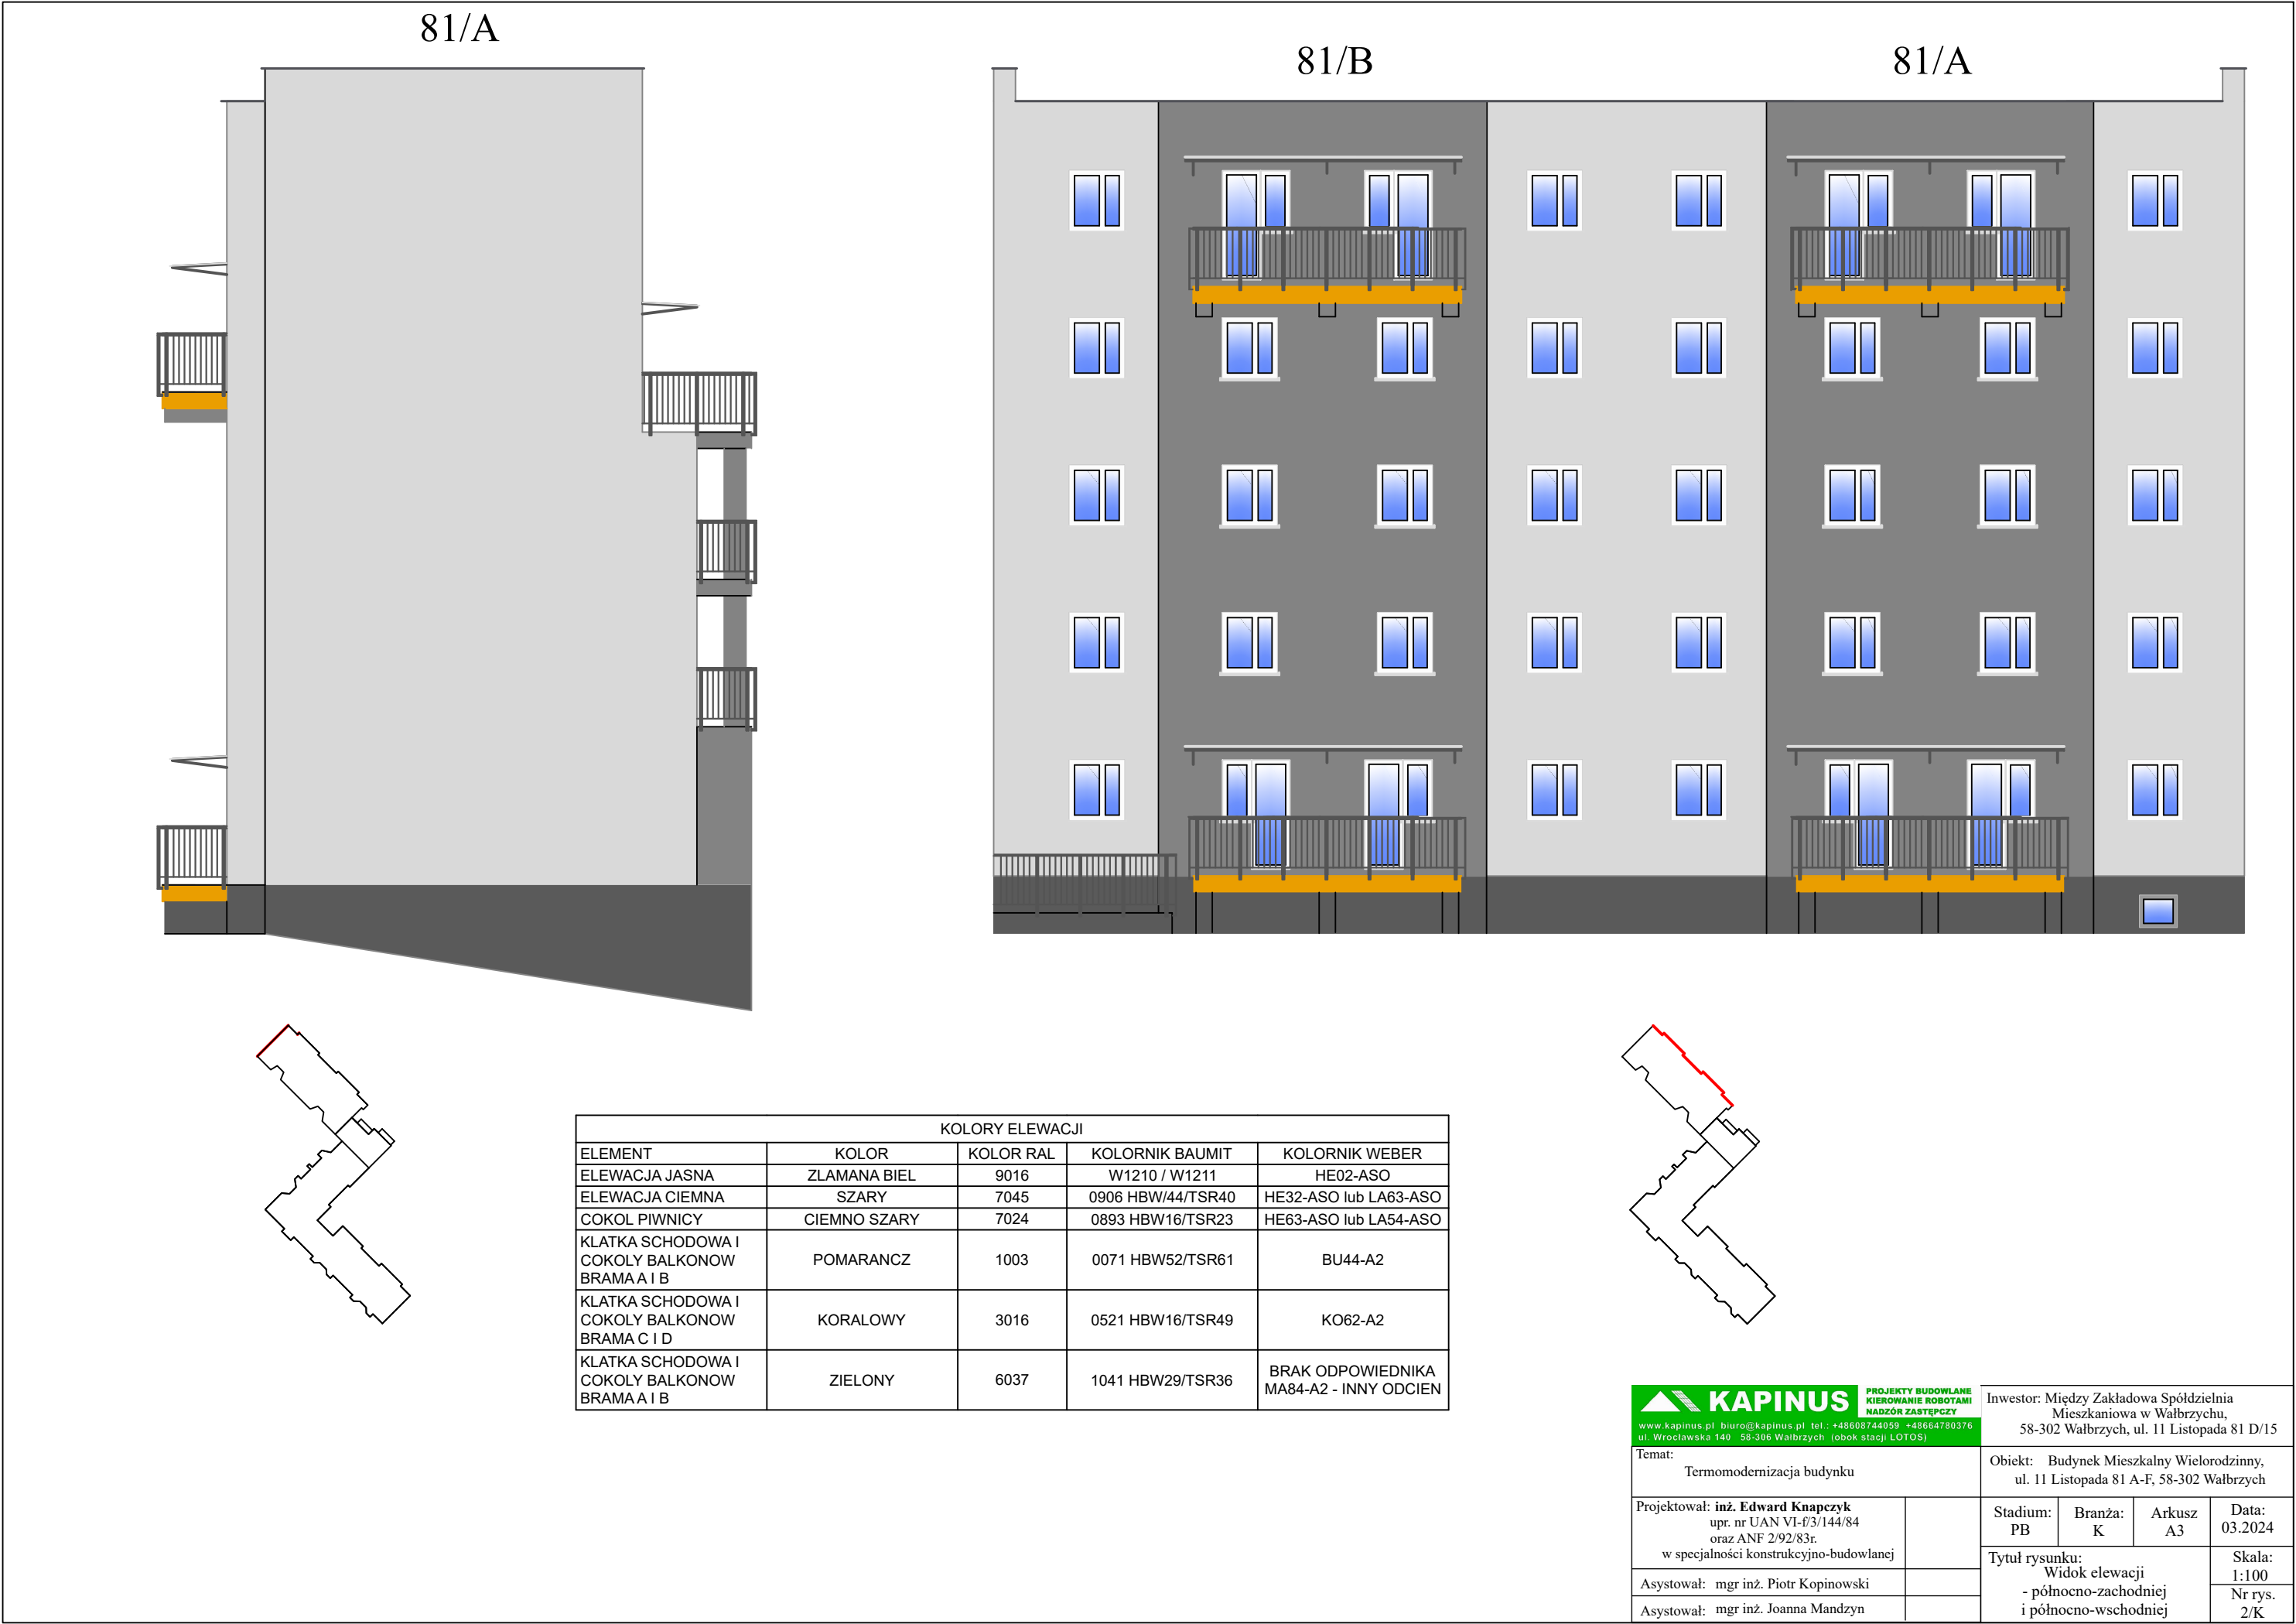 81/A
81/B
81/A
KOLORY ELEWACJI
ELEMENT KOLOR KOLOR RAL KOLORNIK BAUMIT KOLORNIK WEBER
ELEWACJA JASNA ZLAMANA BIEL 9016 W1210 / W1211 HE02-ASO
ELEWACJA CIEMNA SZARY 7045 0906 HBW/44/TSR40 HE32-ASO lub LA63-ASO
COKOL PIWNICY CIEMNO SZARY 7024 0893 HBW16/TSR23 HE63-ASO lub LA54-ASO
KLATKA SCHODOWA I
COKOLY BALKONOW
BRAMA A I B
POMARANCZ 1003 0071 HBW52/TSR61 BU44-A2
KLATKA SCHODOWA I
COKOLY BALKONOW
BRAMA C I D
KORALOWY 3016 0521 HBW16/TSR49 KO62-A2
KLATKA SCHODOWA I
COKOLY BALKONOW
BRAMA A I B
ZIELONY 6037 1041 HBW29/TSR36
BRAK ODPOWIEDNIKA
MA84-A2 - INNY ODCIEN
KAPINUS
PROJEKTY BUDOWLANE
KIEROWANIE ROBOTAMI
NADZÓR ZASTĘPCZY
www.kapinus.pl biuro@kapinus.pl tel.: +48608744059 +48664780376
ul. Wrocławska 140 58-306 Wałbrzych (obok stacji LOTOS)
Inwestor: Między Zakładowa Spółdzielnia
Mieszkaniowa w Wałbrzychu,
58-302 Wałbrzych, ul. 11 Listopada 81 D/15
Temat:
Termomodernizacja budynku
Obiekt: Budynek Mieszkalny Wielorodzinny,
ul. 11 Listopada 81 A-F, 58-302 Wałbrzych
Projektował: inż. Edward Knapczyk
upr. nr UAN VI-f/3/144/84
oraz ANF 2/92/83r.
w specjalności konstrukcyjno-budowlanej
Stadium:
PB
Branża:
K
Arkusz
A3
Data:
03.2024
Asystował: mgr inż. Piotr Kopinowski
Asystował: mgr inż. Joanna Mandzyn
Tytuł rysunku:
Widok elewacji
- północno-zachodniej
i północno-wschodniej
Skala:
1:100
Nr rys.
2/K